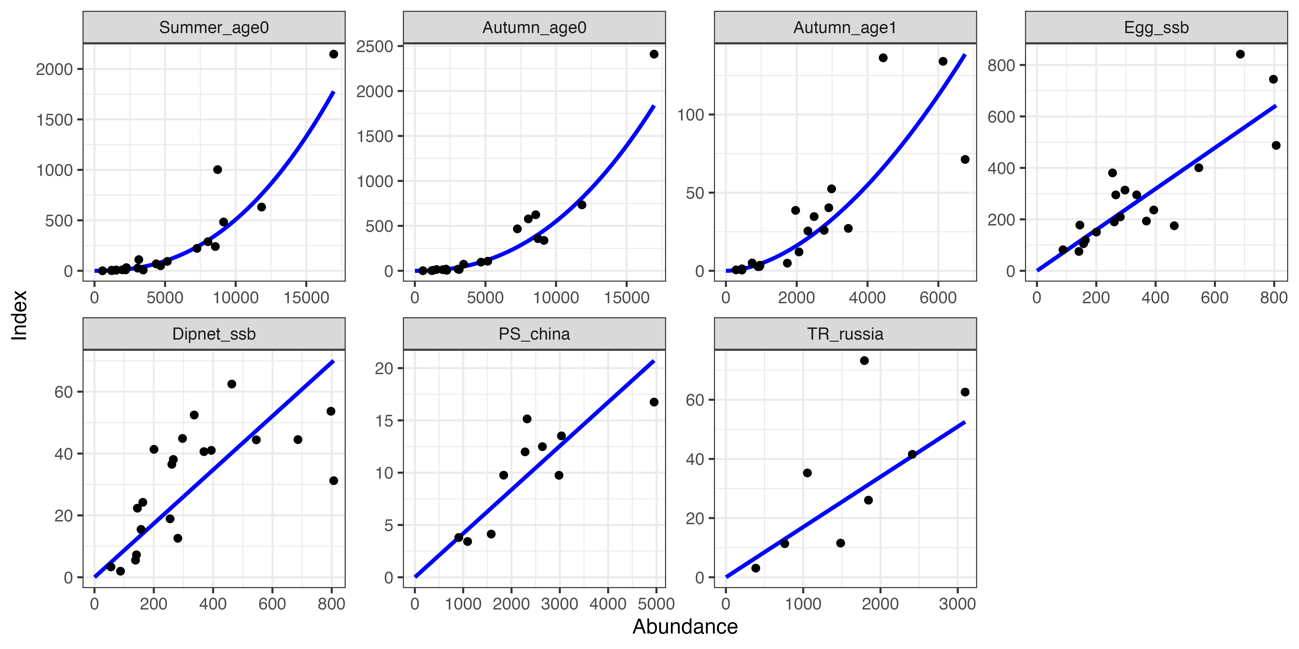 Summer_age0 Autumn_age0 Autumn_age1 Egg_ssb
2000
1500
1000
500
0
0 5000 10000 15000
2500
2000
1500
1000
500
0
0 5000 10000 15000
100
50
0
0 2000 4000 6000
800
600
400
200
0
0 200 400 600 800
Dipnet_ssb PS_china TR_russia
60
40
20
0
0 200 400 600 800
20
15
10
5
0
0 1000 2000 3000 4000 5000
60
40
20
0
0 1000 2000 3000
Index
Abundance